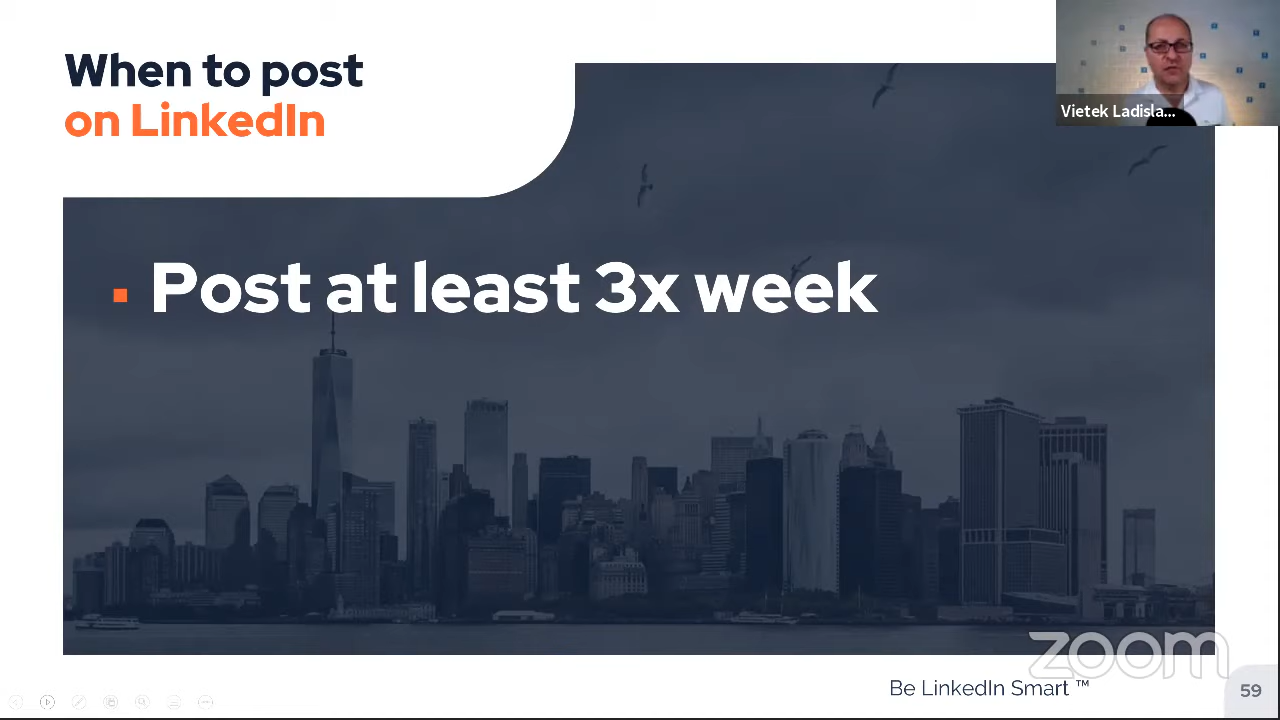 When to post
on LinkedIn
Vietek Ladisla...
▪ Post at least 3x week
zoom
Be LinkedIn Smart ™
59